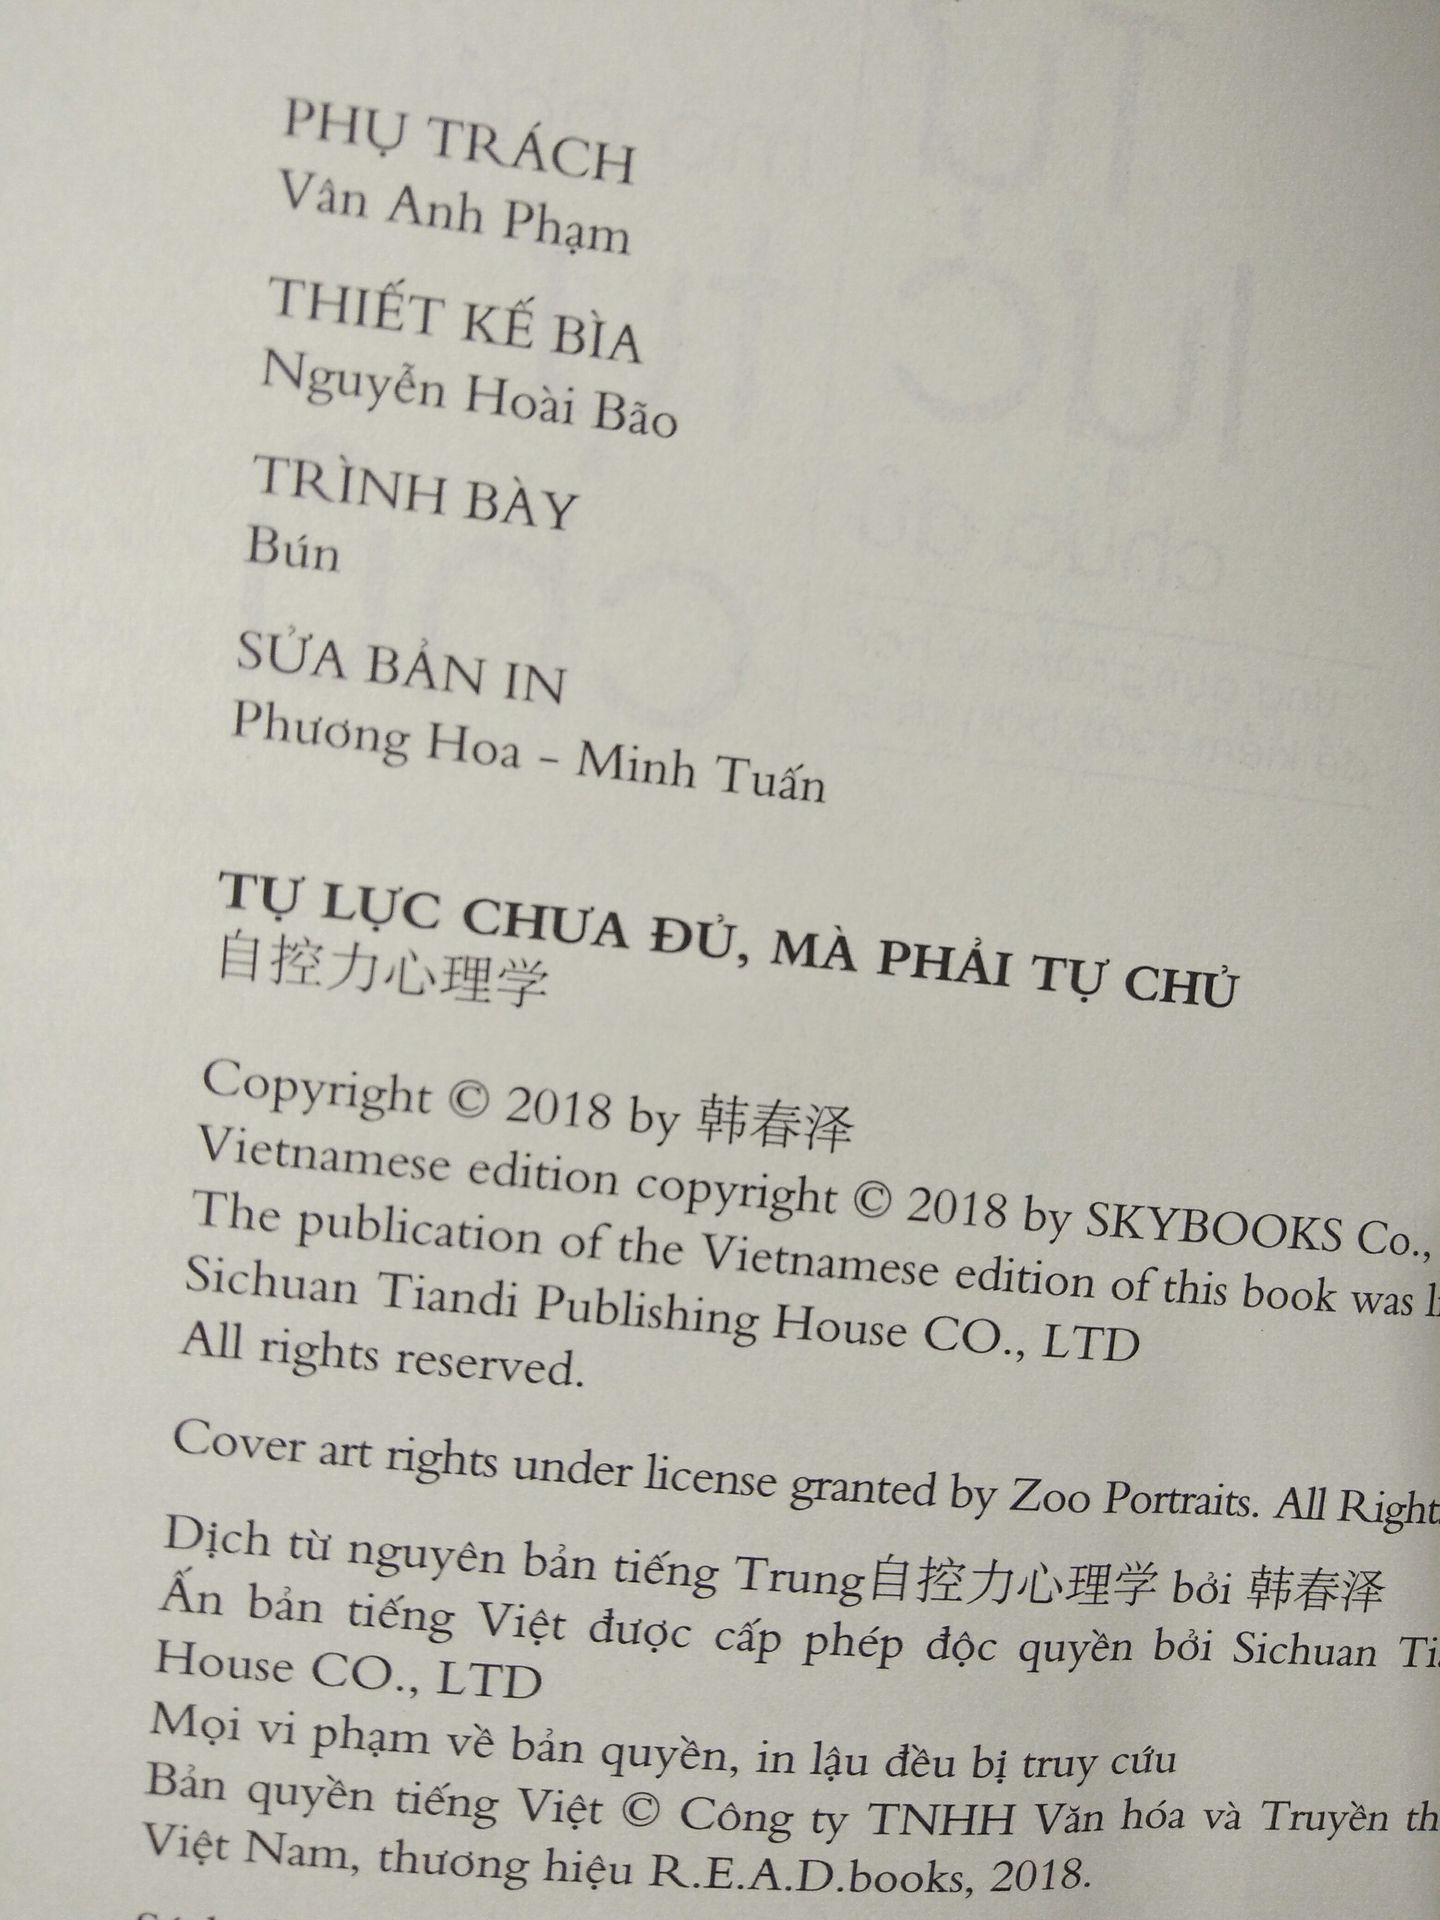 PHỤ TRÁCH
Vân Anh Phạm
THIẾT KẾ BÌA
Nguyễn Hoài Bão
TRÌNH BÀY
Bún
SỬA BẢN IN
Phương Hoa – Minh Tuấn
TỰ LỰC CHƯA ĐỦ, MÀ PHẢI TỰ CHỦ
自控力心理学
Copyright © 2018 by 韩春泽
Vietnamese edition copyright © 2018 by SKYBOOKS Co.,
The publication of the Vietnamese edition of this book was
Sichuan Tiandi Publishing House CO., LTD
All rights reserved.
Cover art rights under license granted by Zoo Portraits. All
Dịch từ nguyên bản tiếng Trung自控力心理学 bởi 韩春泽
Ấn bản tiếng Việt được cấp phép độc quyền bởi Sichuan
House CO., LTD
Mọi vi phạm về bản quyền, in lậu đều bị truy cứu
Bản quyền tiếng Việt © Công ty TNHH Văn hóa và Truyền
Việt Nam, thương hiệu R.E.A.D.books, 2018.